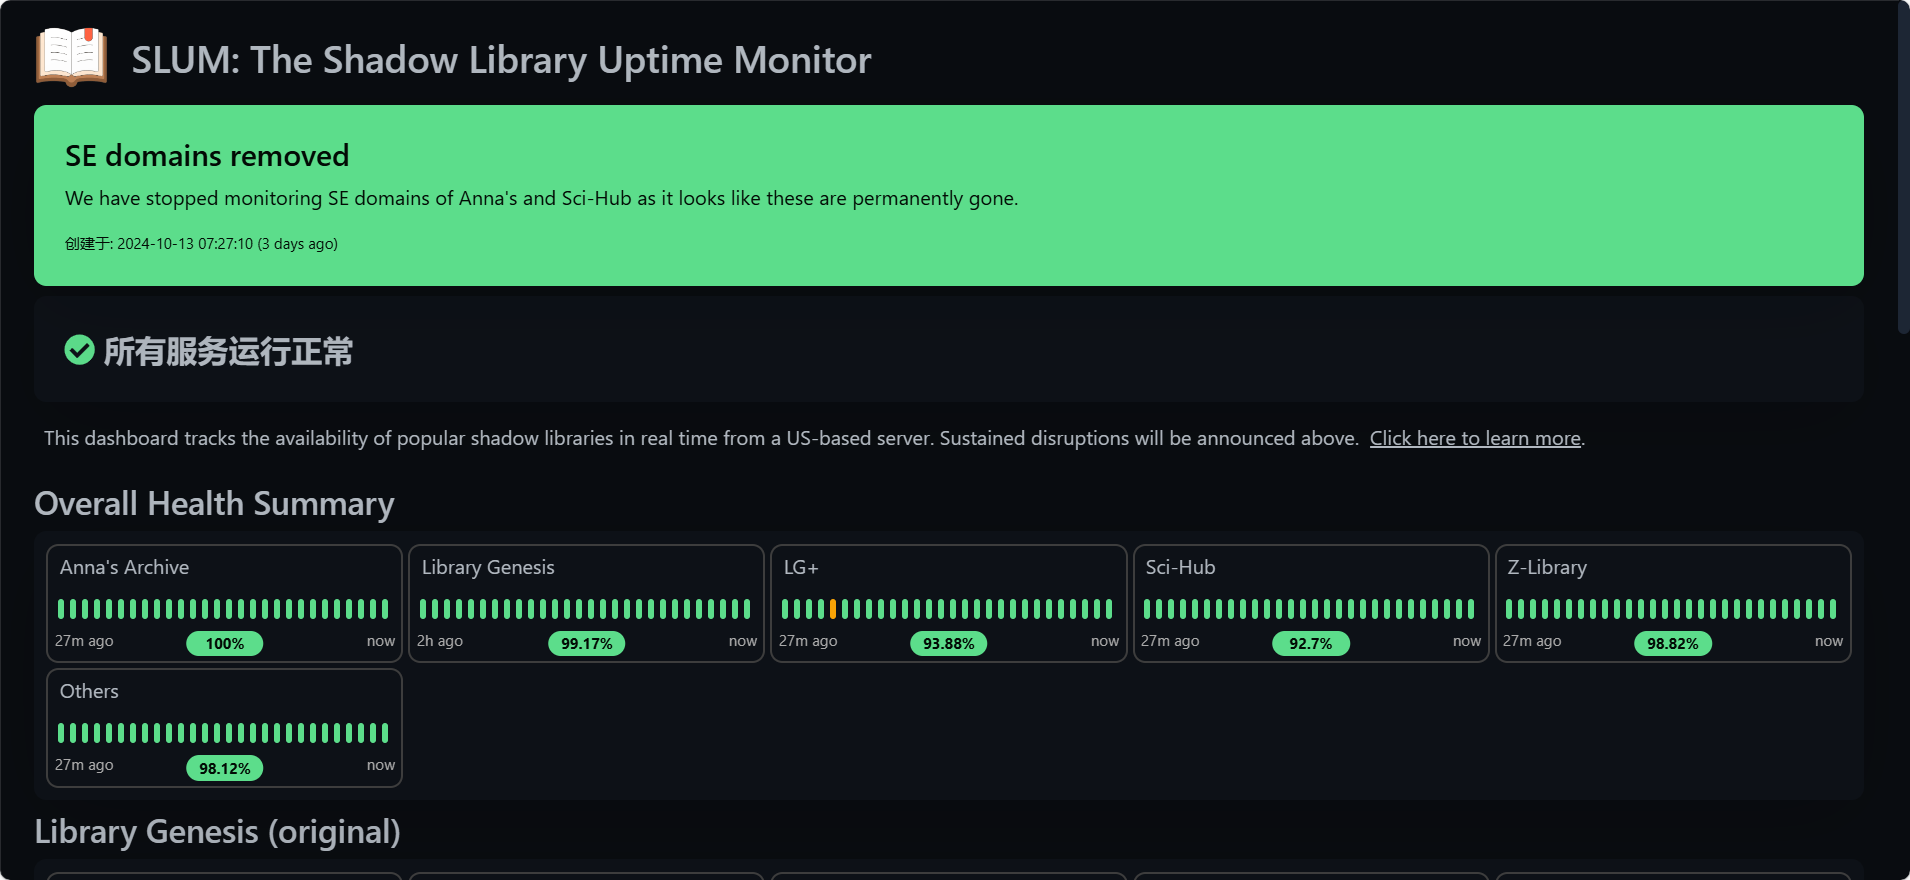 SLUM: The Shadow Library Uptime Monitor
SE domains removed
We have stopped monitoring SE domains of Anna's and Sci-Hub as it looks like these are permanently gone.
创建于: 2024-10-13 07:27:10 (3 days ago)
所有服务运行正常
This dashboard tracks the availability of popular shadow libraries in real time from a US-based server. Sustained disruptions will be announced above. Click here to learn more.
Overall Health Summary
Anna's Archive
27m ago 100% now
Library Genesis
2h ago 99.17% now
LG+
27m ago 93.88% now
Sci-Hub
27m ago 92.7% now
Z-Library
27m ago 98.82% now
Others
27m ago 98.12% now
Library Genesis (original)